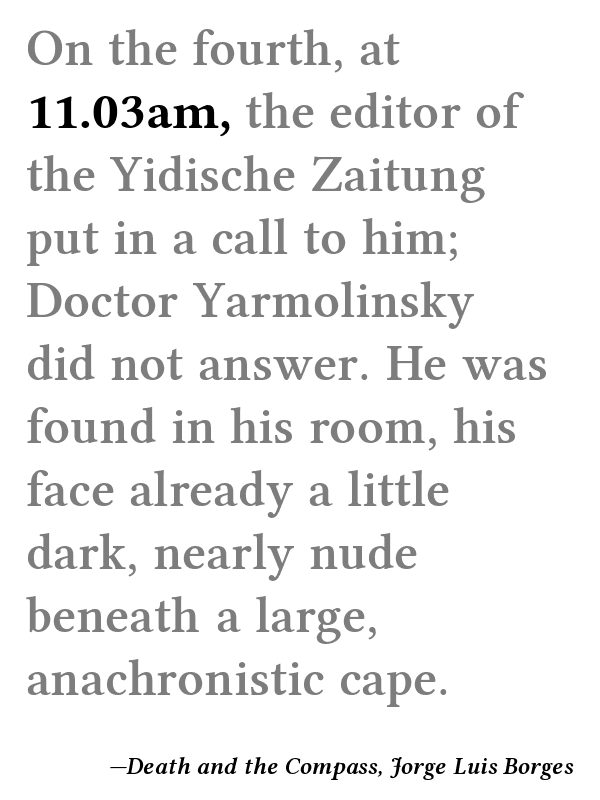 On the fourth, at
11.03am, the editor of
the Yidische Zaitung
put in a call to him;
Doctor Yarmolinsky
did not answer. He was
found in his room, his
face already a little
dark, nearly nude
beneath a large,
anachronistic cape.
—Death and the Compass, Jorge Luis Borges